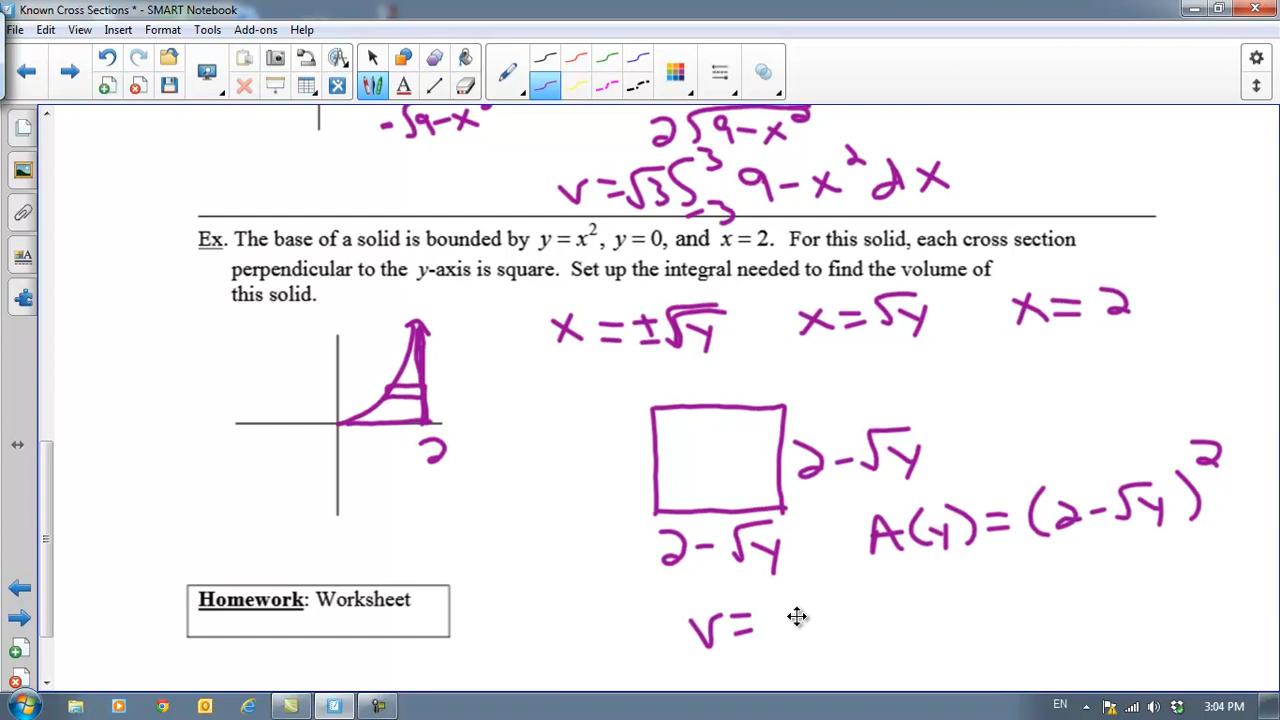 Known Cross Sections * - SMART Notebook
File Edit View Insert Format Tools Add-ons Help
-√9-x²
2√9-x²
v=√3∫₋₃³ 9-x² dx
Ex. The base of a solid is bounded by y = x², y = 0, and x = 2. For this solid, each cross section
perpendicular to the y-axis is square. Set up the integral needed to find the volume of
this solid.
x = ±√y x = √y x = 2
2
2-√y
A(y) = (2-√y)²
2-√y
Homework: Worksheet
v=
EN 3:04 PM